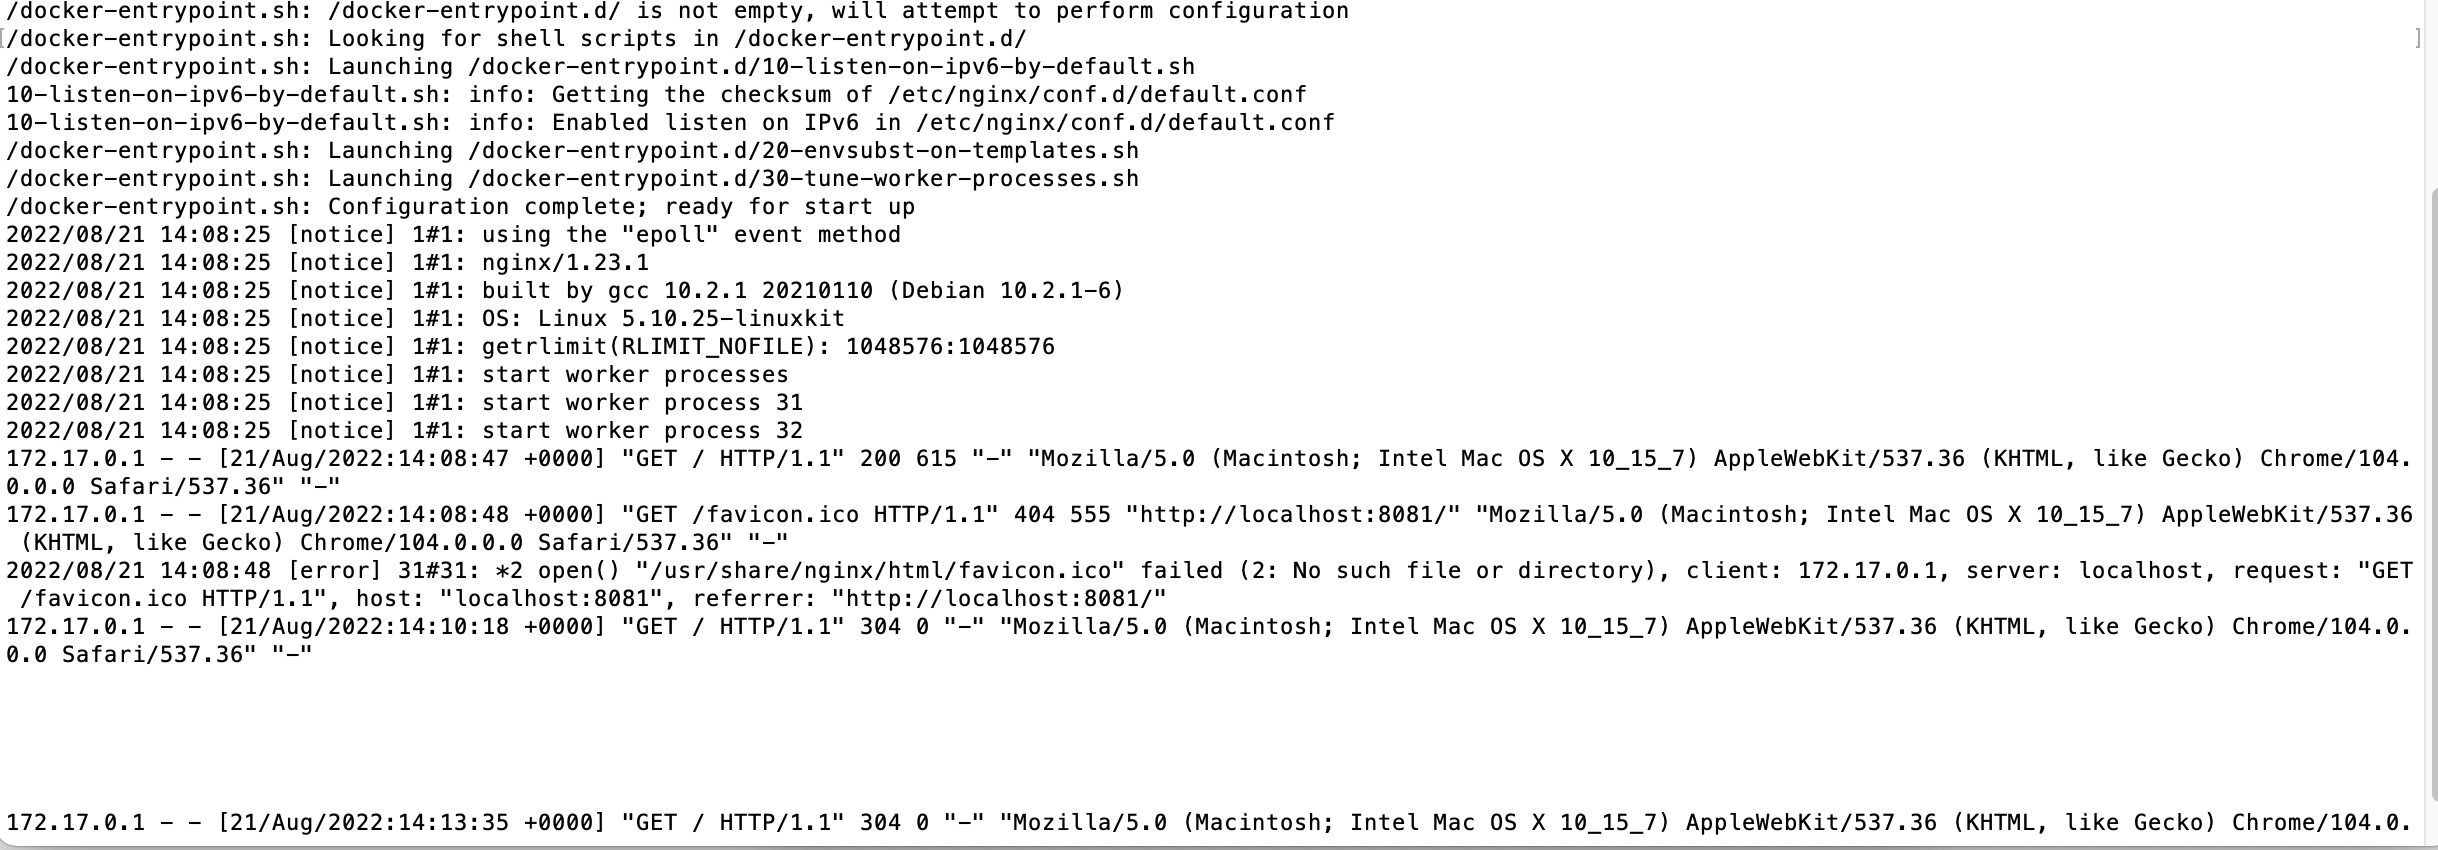 /docker-entrypoint.sh: /docker-entrypoint.d/ is not empty, will attempt to perform configuration
[/docker-entrypoint.sh: Looking for shell scripts in /docker-entrypoint.d/ ]
/docker-entrypoint.sh: Launching /docker-entrypoint.d/10-listen-on-ipv6-by-default.sh
10-listen-on-ipv6-by-default.sh: info: Getting the checksum of /etc/nginx/conf.d/default.conf
10-listen-on-ipv6-by-default.sh: info: Enabled listen on IPv6 in /etc/nginx/conf.d/default.conf
/docker-entrypoint.sh: Launching /docker-entrypoint.d/20-envsubst-on-templates.sh
/docker-entrypoint.sh: Launching /docker-entrypoint.d/30-tune-worker-processes.sh
/docker-entrypoint.sh: Configuration complete; ready for start up
2022/08/21 14:08:25 [notice] 1#1: using the "epoll" event method
2022/08/21 14:08:25 [notice] 1#1: nginx/1.23.1
2022/08/21 14:08:25 [notice] 1#1: built by gcc 10.2.1 20210110 (Debian 10.2.1-6)
2022/08/21 14:08:25 [notice] 1#1: OS: Linux 5.10.25-linuxkit
2022/08/21 14:08:25 [notice] 1#1: getrlimit(RLIMIT_NOFILE): 1048576:1048576
2022/08/21 14:08:25 [notice] 1#1: start worker processes
2022/08/21 14:08:25 [notice] 1#1: start worker process 31
2022/08/21 14:08:25 [notice] 1#1: start worker process 32
172.17.0.1 - - [21/Aug/2022:14:08:47 +0000] "GET / HTTP/1.1" 200 615 "-" "Mozilla/5.0 (Macintosh; Intel Mac OS X 10_15_7) AppleWebKit/537.36 (KHTML, like Gecko) Chrome/104.
0.0.0 Safari/537.36" "-"
172.17.0.1 - - [21/Aug/2022:14:08:48 +0000] "GET /favicon.ico HTTP/1.1" 404 555 "http://localhost:8081/" "Mozilla/5.0 (Macintosh; Intel Mac OS X 10_15_7) AppleWebKit/537.36
 (KHTML, like Gecko) Chrome/104.0.0.0 Safari/537.36" "-"
2022/08/21 14:08:48 [error] 31#31: *2 open() "/usr/share/nginx/html/favicon.ico" failed (2: No such file or directory), client: 172.17.0.1, server: localhost, request: "GET
 /favicon.ico HTTP/1.1", host: "localhost:8081", referrer: "http://localhost:8081/"
172.17.0.1 - - [21/Aug/2022:14:10:18 +0000] "GET / HTTP/1.1" 304 0 "-" "Mozilla/5.0 (Macintosh; Intel Mac OS X 10_15_7) AppleWebKit/537.36 (KHTML, like Gecko) Chrome/104.0.
0.0 Safari/537.36" "-"
172.17.0.1 - - [21/Aug/2022:14:13:35 +0000] "GET / HTTP/1.1" 304 0 "-" "Mozilla/5.0 (Macintosh; Intel Mac OS X 10_15_7) AppleWebKit/537.36 (KHTML, like Gecko) Chrome/104.0.